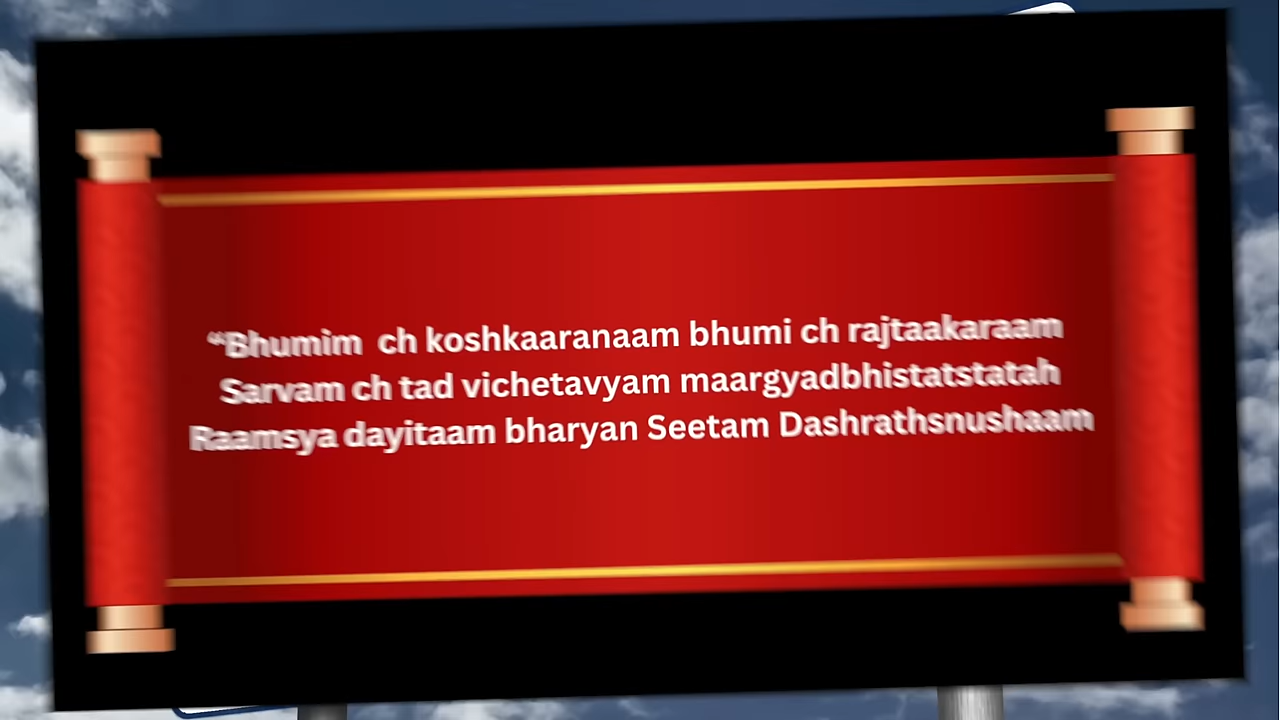 “Bhumim ch koshkaaranaam bhumi ch rajtaakaraam
Sarvam ch tad vichetavyam maargyadbhistatstatah
Raamsya dayitaam bharyan Seetam Dashrathsnushaam